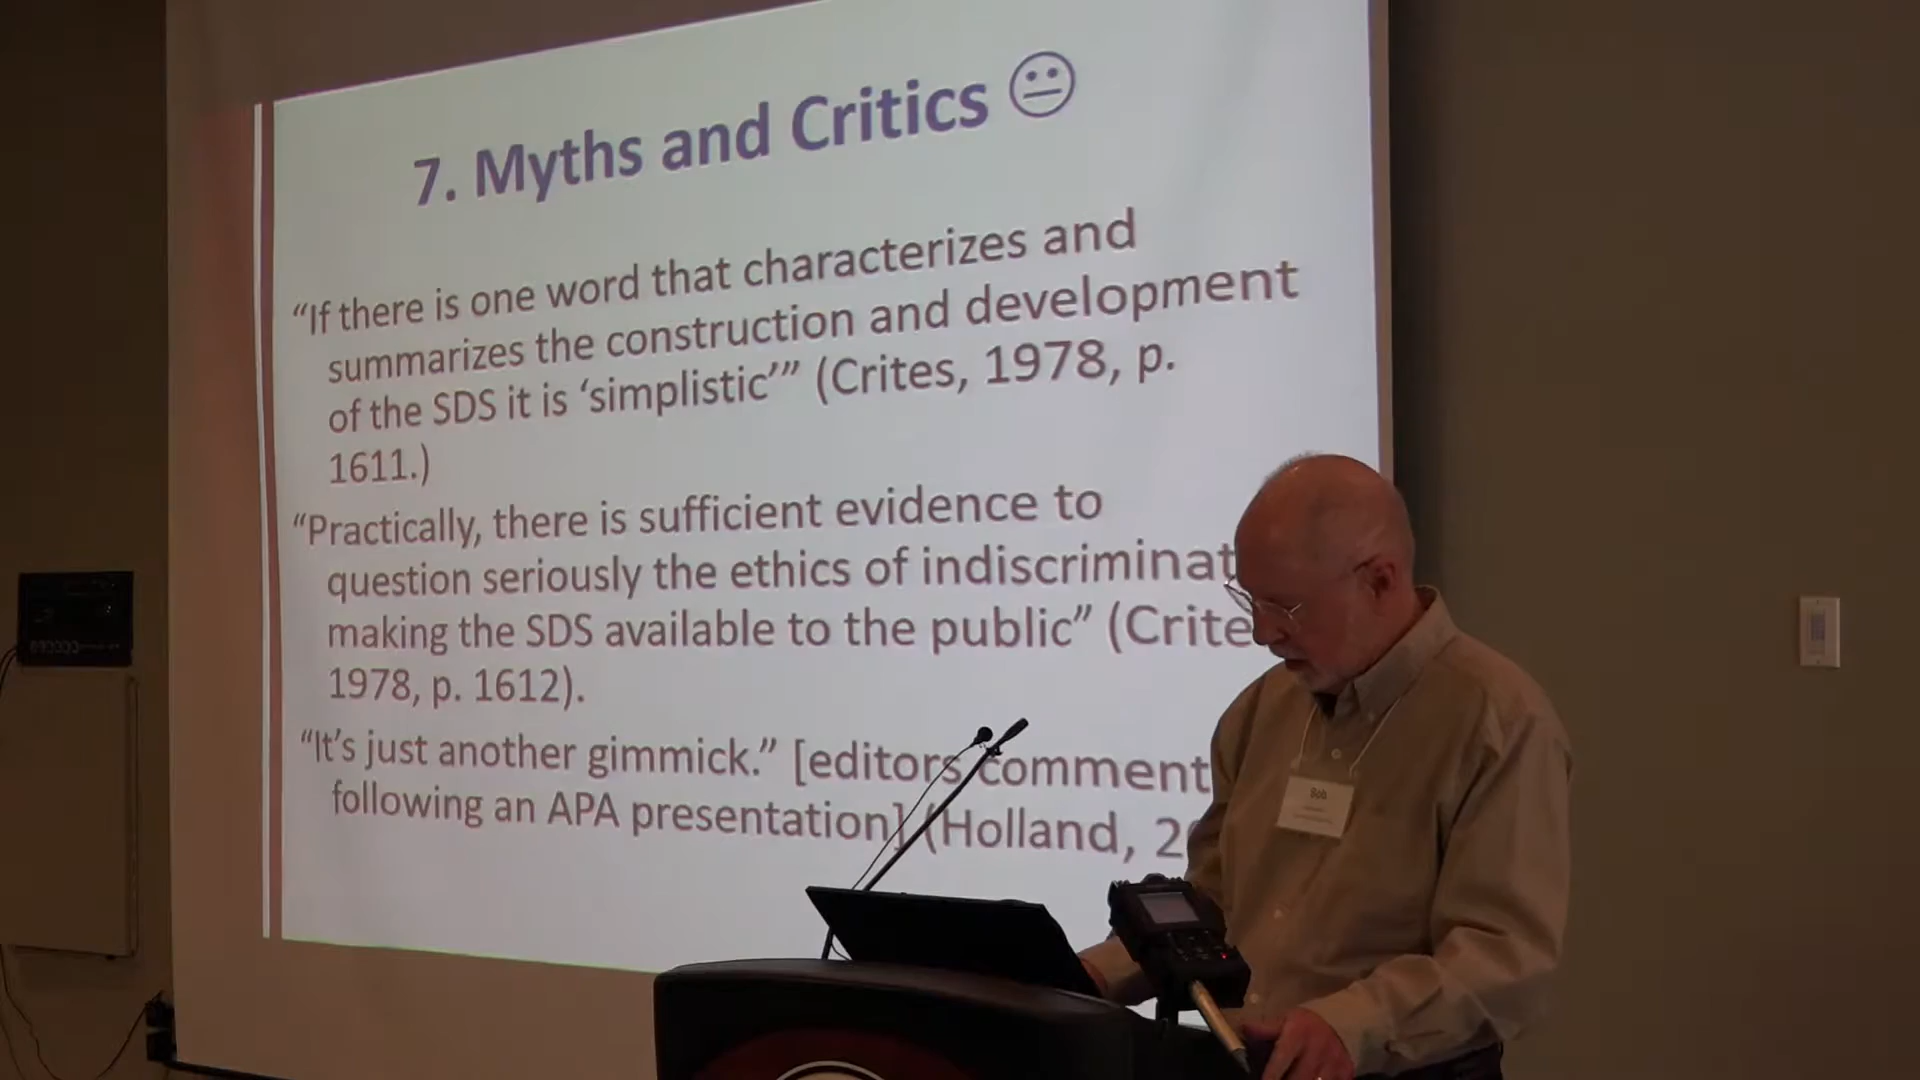 7. Myths and Critics
“If there is one word that characterizes and
summarizes the construction and development
of the SDS it is ‘simplistic’” (Crites, 1978, p.
1611.)
“Practically, there is sufficient evidence to
question seriously the ethics of indiscriminat
making the SDS available to the public” (Crite
1978, p. 1612).
“It’s just another gimmick.” [editors comment
following an APA presentation] (Holland, 2
Bob